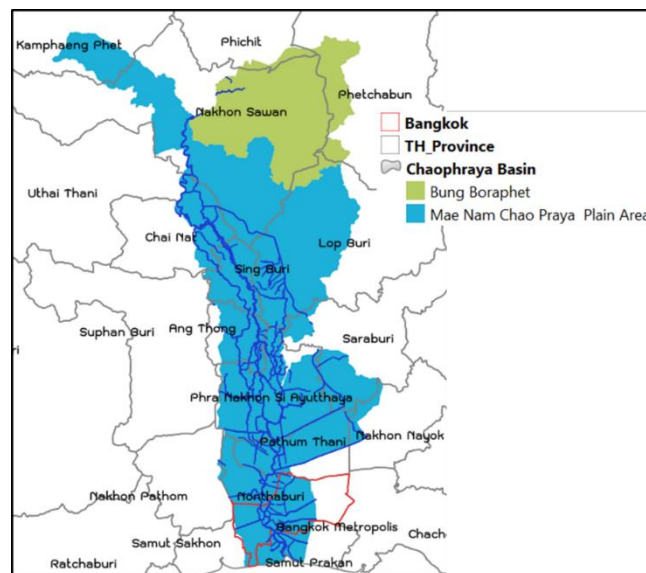 Kamphaeng Phet
Phichit
Nakhon Sawan
Phetchabun
Bangkok
TH_Province
Chaophraya Basin
Bung Boraphet
Mae Nam Chao Praya Plain Area
Uthai Thani
Chai Nat
Lop Buri
Sing Buri
Suphan Buri
Ang Thong
Saraburi
ri
Phra Nakhon Si Ayutthaya
Pathum Thani
Nakhon Nayok
Nakhon Pathom
Nonthaburi
Bangkok Metropolis
Samut Sakhon
Chach
Ratchaburi
Samut Prakan